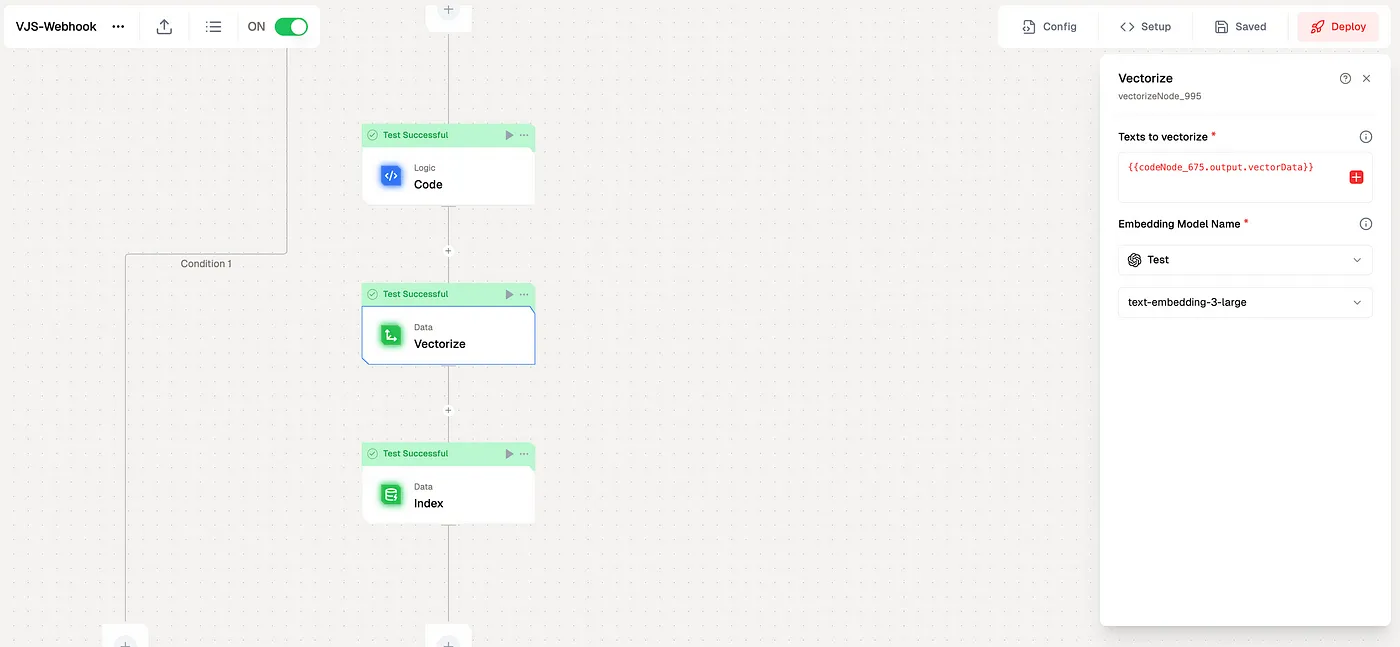 VJS-Webhook
ON
Config
Setup
Saved
Deploy
Test Successful
Logic
Code
Condition 1
Test Successful
Data
Vectorize
Test Successful
Data
Index
Vectorize
vectorizeNode_995
Texts to vectorize *
{{codeNode_675.output.vectorData}}
Embedding Model Name *
Test
text-embedding-3-large